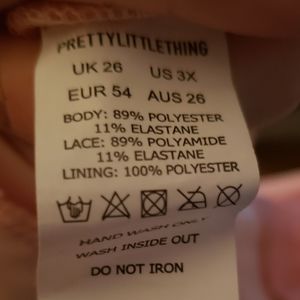 PRETTYLITTLETHING
UK 26 US 3X
EUR 54 AUS 26
BODY: 89% POLYESTER
11% ELASTANE
LACE: 89% POLYAMIDE
11% ELASTANE
LINING: 100% POLYESTER
HAND WASH ONLY
WASH INSIDE OUT
DO NOT IRON